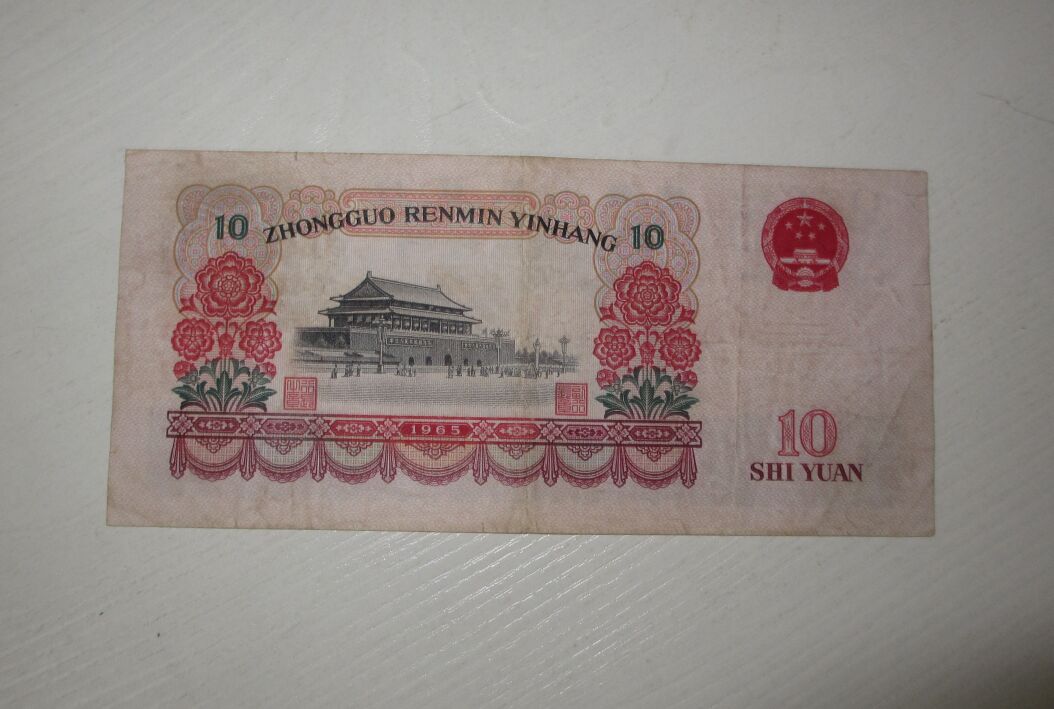 10 ZHONGGUO RENMIN YINHANG 10
1965
10
SHI YUAN